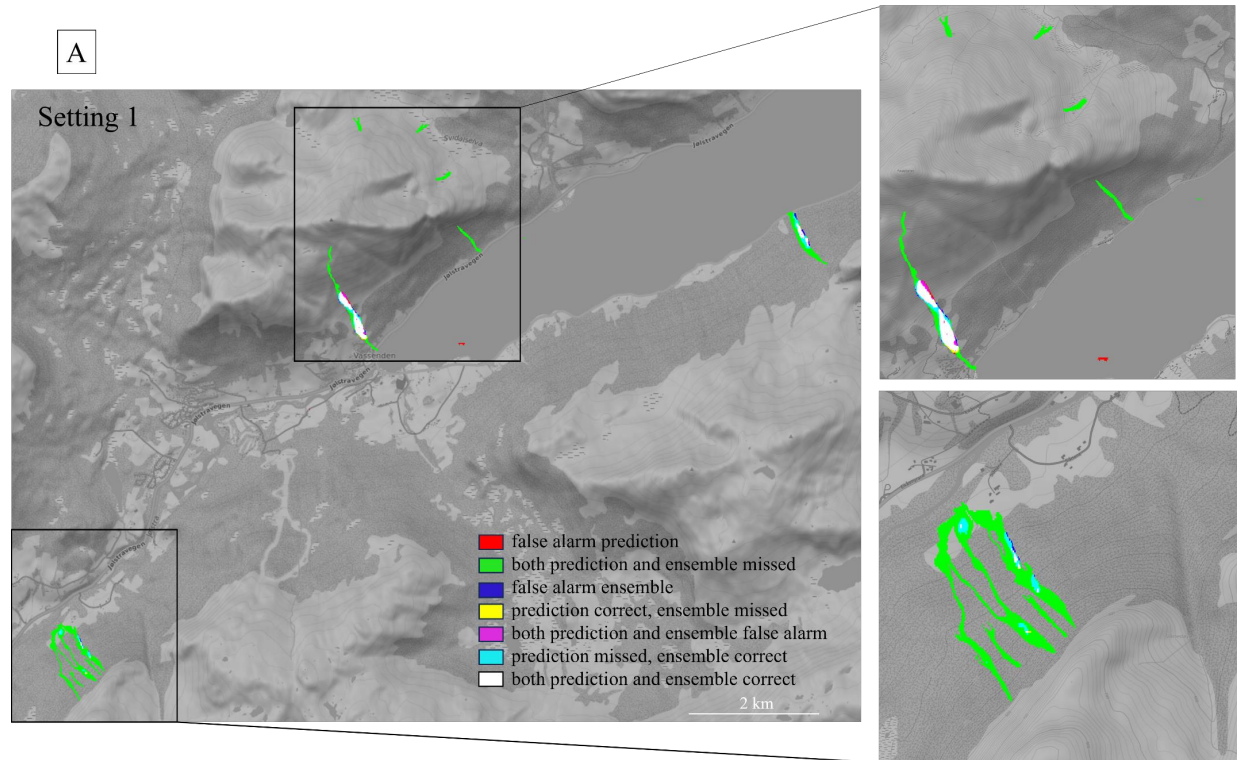 A
Setting 1
Jølstravegen
Jølstravegen
Vassenden
Jølstravegen
Jølstravegen
Jølstravegen
false alarm prediction
both prediction and ensemble missed
false alarm ensemble
prediction correct, ensemble missed
both prediction and ensemble false alarm
prediction missed, ensemble correct
both prediction and ensemble correct
2 km